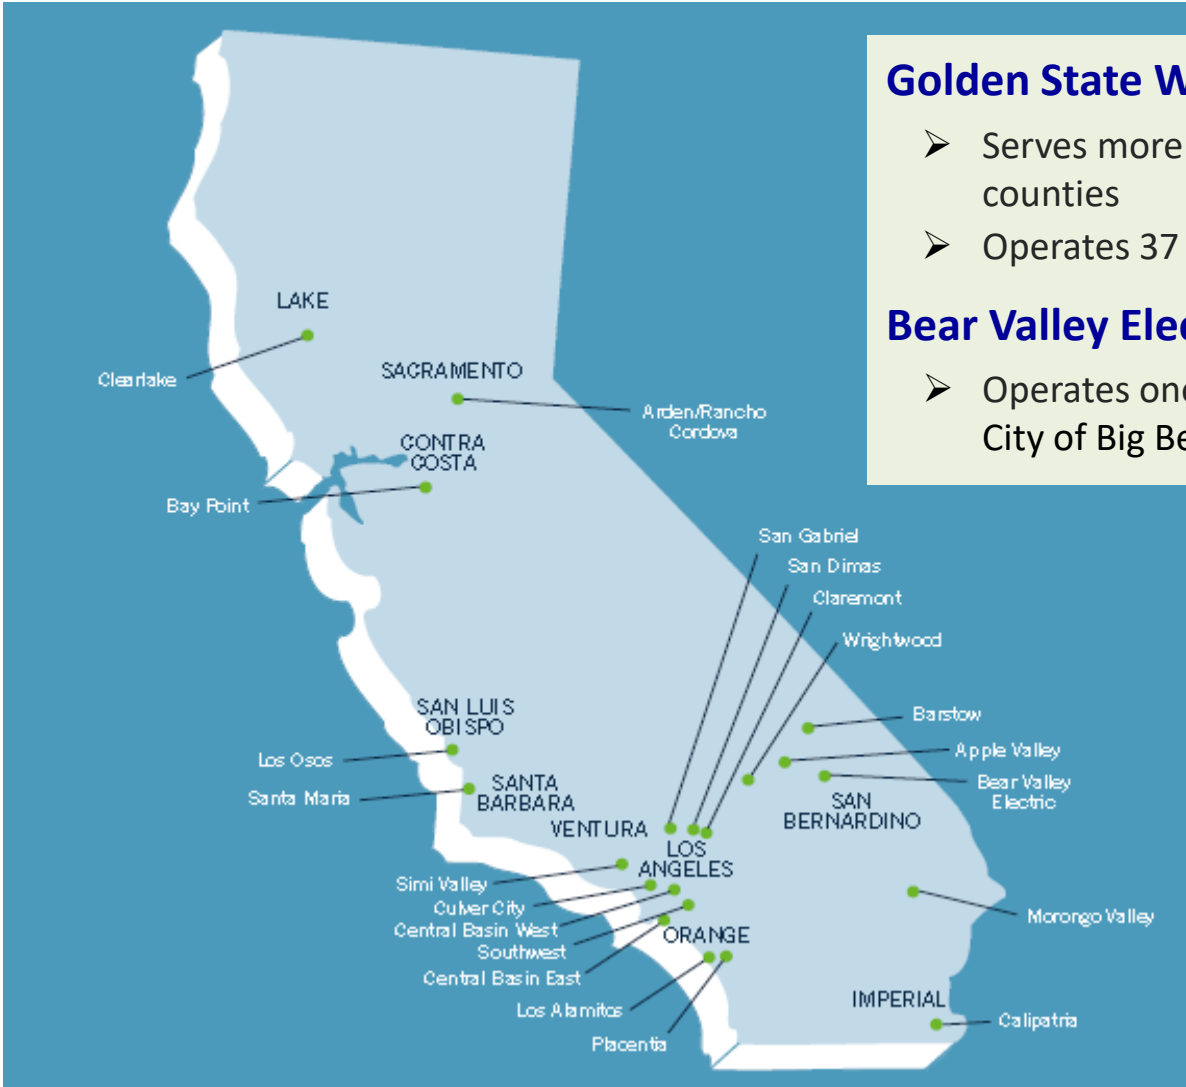 Golden State W
➢ Serves more
counties
➢ Operates 37
Bear Valley Elec
➢ Operates one
City of Big Be
LAKE
Clearlake
SACRAMENTO
Arden/Rancho
Cordova
CONTRA
COSTA
Bay Point
San Gabriel
San Dimas
Claremont
Wrightwood
SAN LUIS
OBISPO
Barstow
Los Osos
Apple Valley
Santa Maria
SANTA
BARBARA
Bear Valley
Electric
SAN
BERNARDINO
VENTURA
LOS
ANGELES
Simi Valley
Culver City
Central Basin West
Southwest
Central Basin East
ORANGE
Morongo Valley
Los Alamitos
Placentia
IMPERIAL
Calipatria